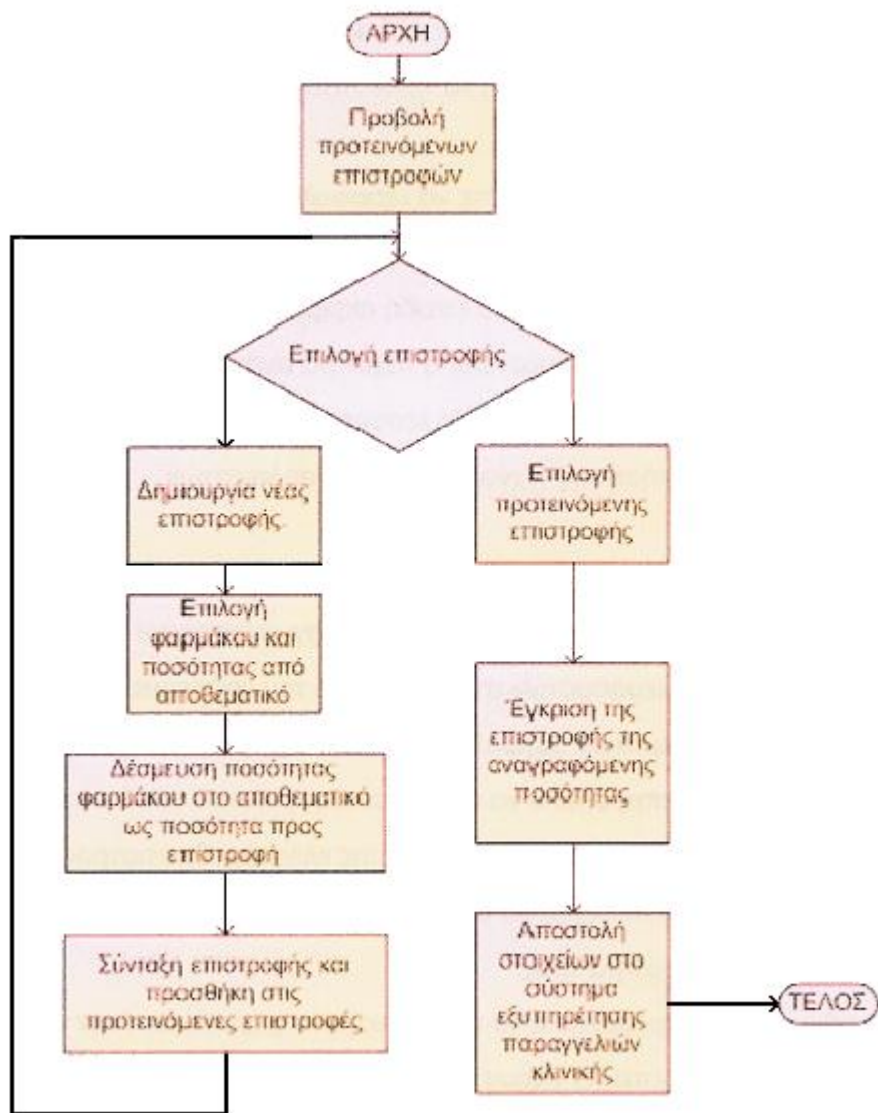 ΑΡΧΗ
Προβολή
προτεινόμενων
επιστροφών
Επιλογή επιστροφής
Δημιουργία νέας
επιστροφής.
Επιλογή
φαρμάκου και
ποσότητας από
αποθεματικό
Δέσμευση ποσότητας
φαρμάκου στο αποθεματικό
ως ποσότητα προς
επιστροφή
Σύνταξη επιστροφής και
προσθήκη στις
προτεινόμενες επιστροφές
Επιλογή
προτεινόμενης
επιστροφής
Έγκριση της
επιστροφής της
αναγραφόμενης
ποσότητας
Αποστολή
στοιχείων στο
σύστημα
εξυπηρέτησης
παραγγελιών
κλινικής
ΤΕΛΟΣ